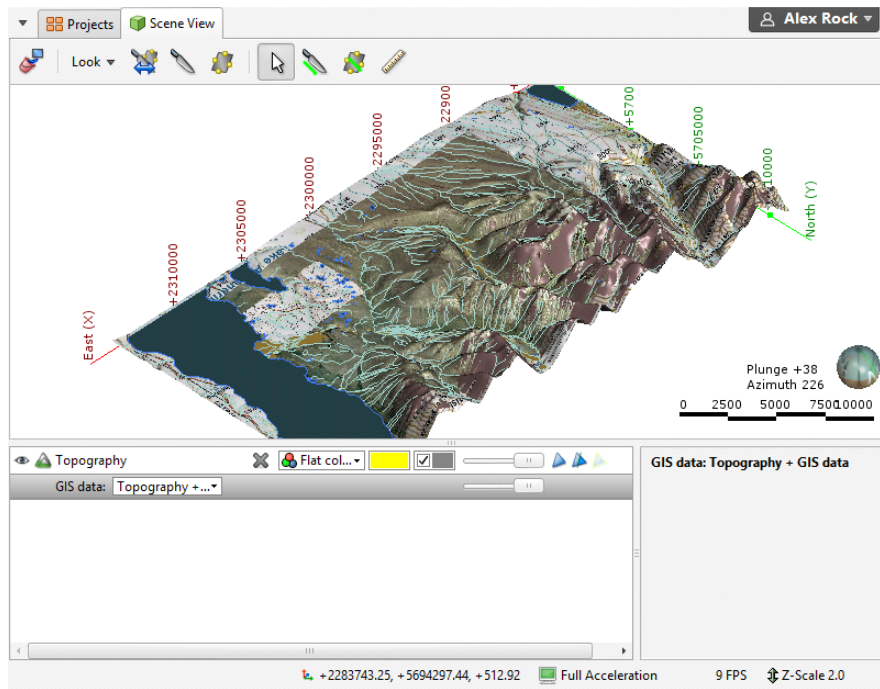 Projects
Scene View
Alex Rock
Look
East (X)
+2310000
+2305000
+2300000
+2295000
+22900
+5700
+5705000
10000
North (Y)
Plunge +38
Azimuth 226
0 2500 5000 7500 10000
Topography
Flat col...
GIS data:
Topography +...
GIS data: Topography + GIS data
+2283743.25, +5694297.44, +512.92
Full Acceleration
9 FPS
Z-Scale 2.0